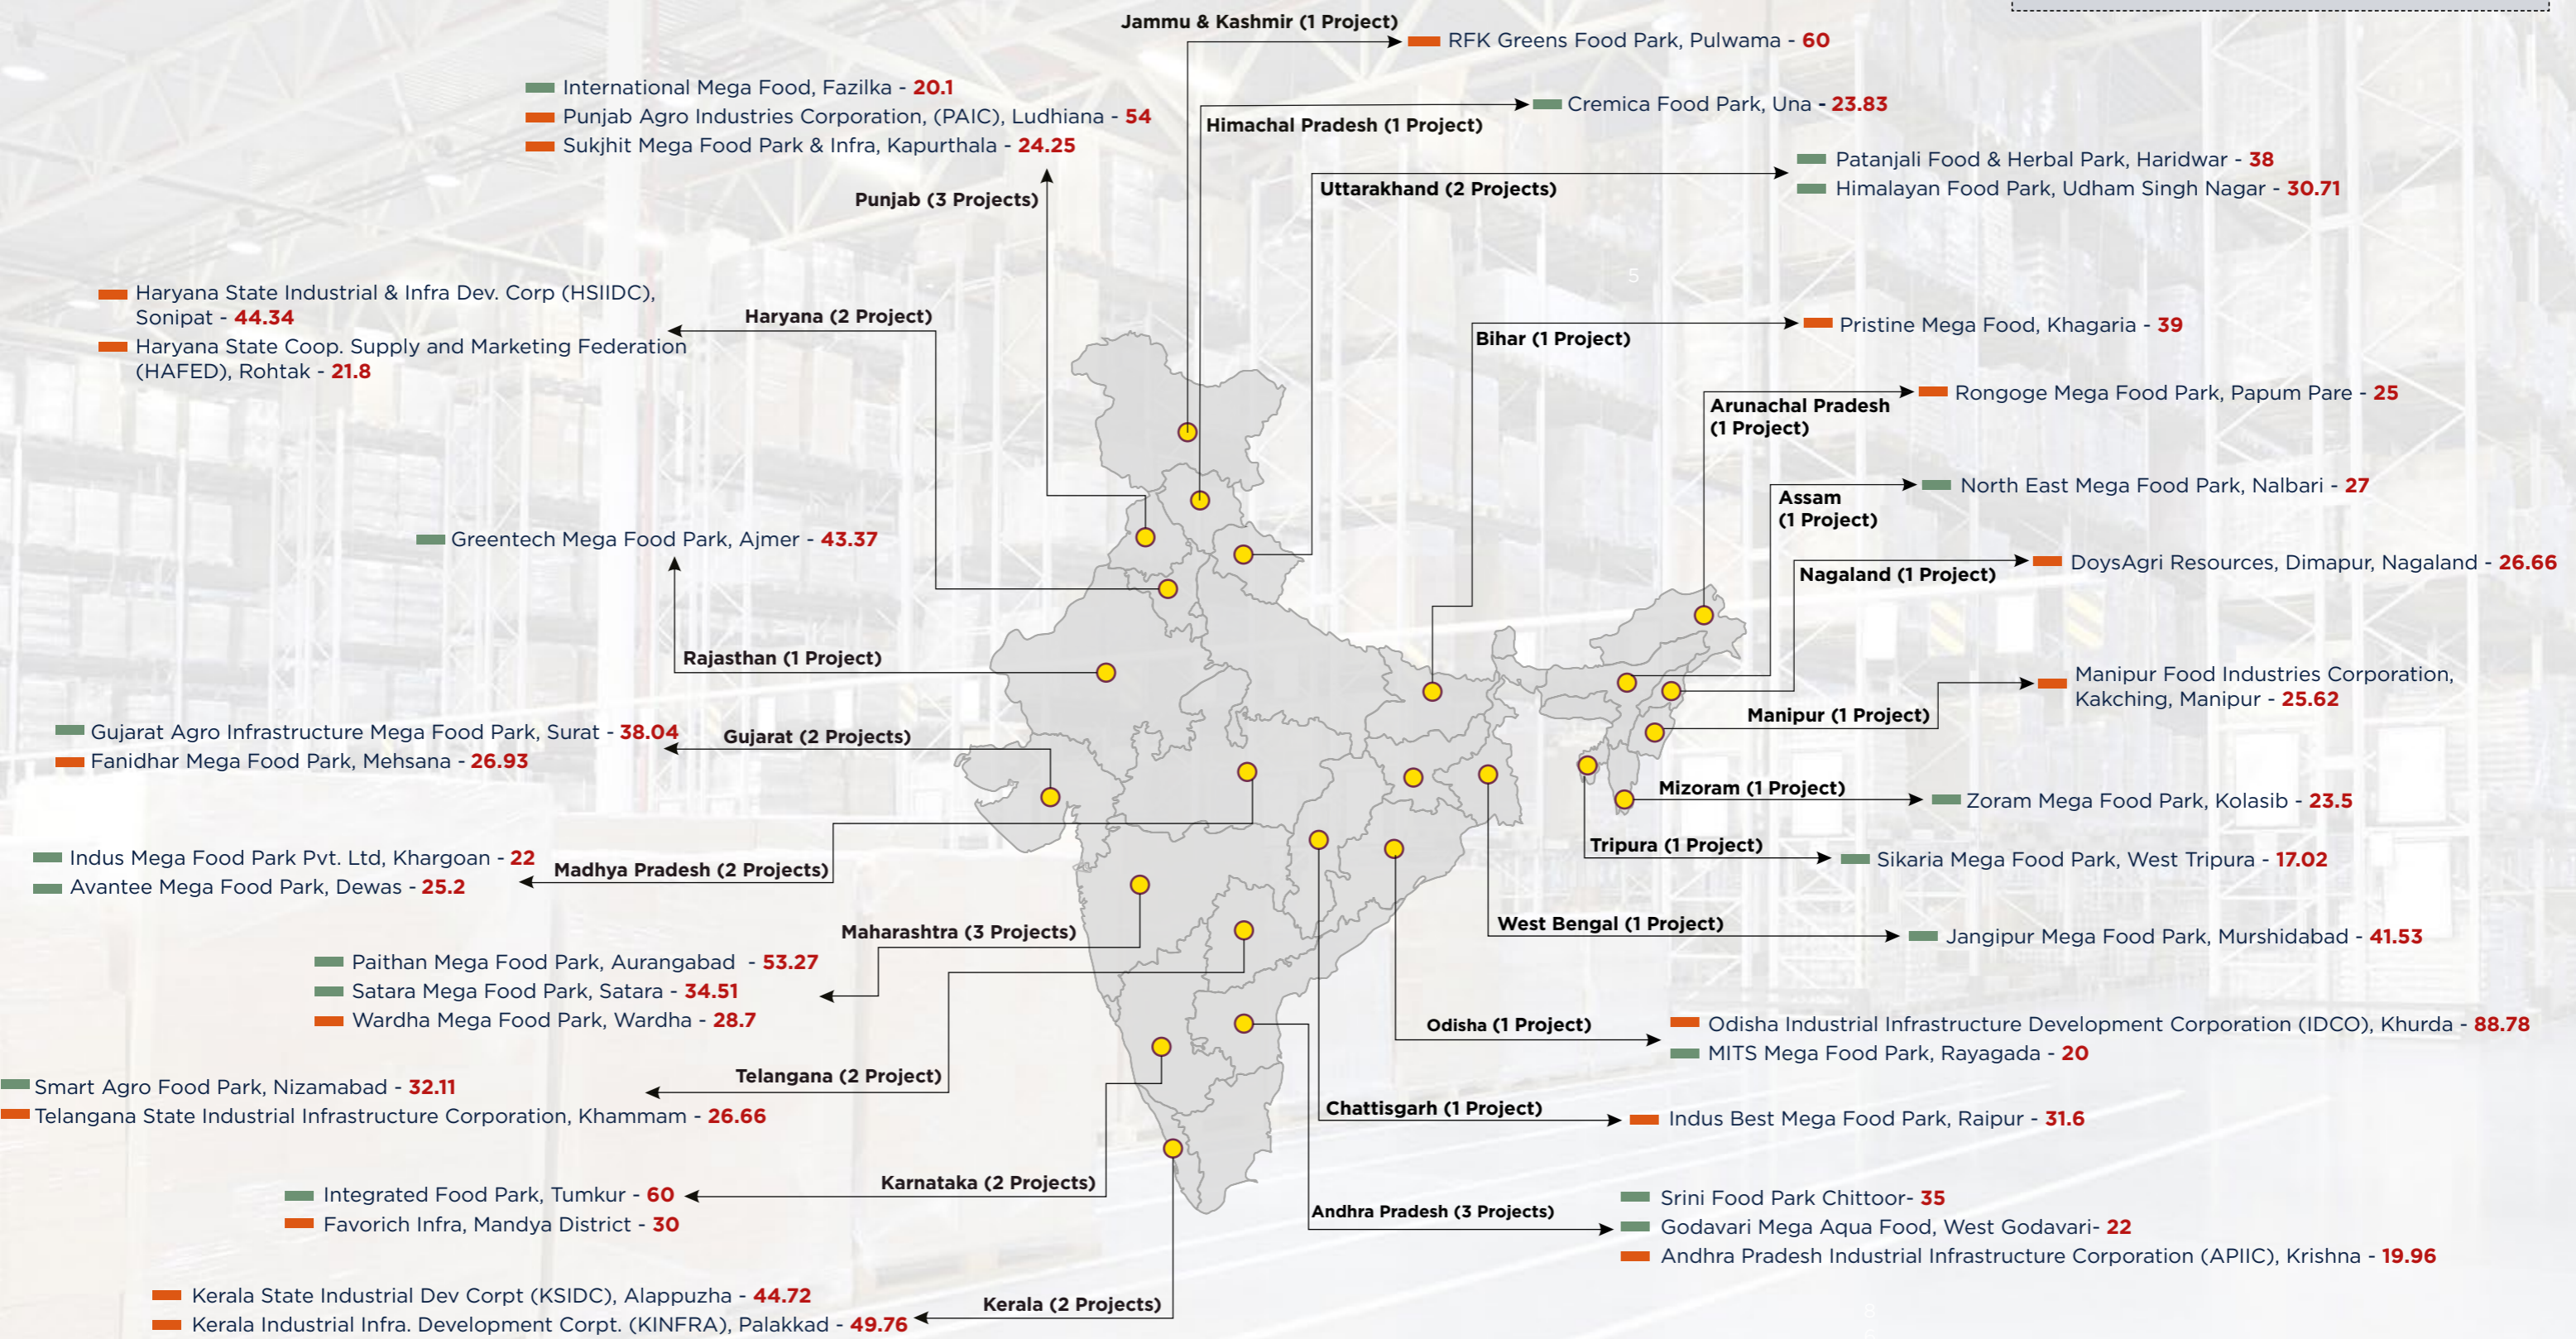 Jammu & Kashmir (1 Project)
RFK Greens Food Park, Pulwama - 60
International Mega Food, Fazilka - 20.1
Punjab Agro Industries Corporation, (PAIC), Ludhiana - 54
Sukjhit Mega Food Park & Infra, Kapurthala - 24.25
Punjab (3 Projects)
Cremica Food Park, Una - 23.83
Himachal Pradesh (1 Project)
Patanjali Food & Herbal Park, Haridwar - 38
Himalayan Food Park, Udham Singh Nagar - 30.71
Uttarakhand (2 Projects)
5
Haryana State Industrial & Infra Dev. Corp (HSIIDC),
Sonipat - 44.34
Haryana State Coop. Supply and Marketing Federation
(HAFED), Rohtak - 21.8
Haryana (2 Project)
Bihar (1 Project)
Pristine Mega Food, Khagaria - 39
Arunachal Pradesh
(1 Project)
Rongoge Mega Food Park, Papum Pare - 25
Assam
(1 Project)
North East Mega Food Park, Nalbari - 27
Greentech Mega Food Park, Ajmer - 43.37
Rajasthan (1 Project)
Nagaland (1 Project)
DoysAgri Resources, Dimapur, Nagaland - 26.66
Manipur Food Industries Corporation,
Kakching, Manipur - 25.62
Manipur (1 Project)
Gujarat Agro Infrastructure Mega Food Park, Surat - 38.04
Fanidhar Mega Food Park, Mehsana - 26.93
Gujarat (2 Projects)
Mizoram (1 Project)
Zoram Mega Food Park, Kolasib - 23.5
Tripura (1 Project)
Sikaria Mega Food Park, West Tripura - 17.02
Indus Mega Food Park Pvt. Ltd, Khargoan - 22
Avantee Mega Food Park, Dewas - 25.2
Madhya Pradesh (2 Projects)
West Bengal (1 Project)
Jangipur Mega Food Park, Murshidabad - 41.53
Maharashtra (3 Projects)
Paithan Mega Food Park, Aurangabad - 53.27
Satara Mega Food Park, Satara - 34.51
Wardha Mega Food Park, Wardha - 28.7
Odisha (1 Project)
Odisha Industrial Infrastructure Development Corporation (IDCO), Khurda - 88.78
MITS Mega Food Park, Rayagada - 20
Telangana (2 Project)
Smart Agro Food Park, Nizamabad - 32.11
Telangana State Industrial Infrastructure Corporation, Khammam - 26.66
Chattisgarh (1 Project)
Indus Best Mega Food Park, Raipur - 31.6
Karnataka (2 Projects)
Integrated Food Park, Tumkur - 60
Favorich Infra, Mandya District - 30
Andhra Pradesh (3 Projects)
Srini Food Park Chittoor- 35
Godavari Mega Aqua Food, West Godavari- 22
Andhra Pradesh Industrial Infrastructure Corporation (APIIC), Krishna - 19.96
Kerala State Industrial Dev Corpt (KSIDC), Alappuzha - 44.72
Kerala Industrial Infra. Development Corpt. (KINFRA), Palakkad - 49.76
Kerala (2 Projects)